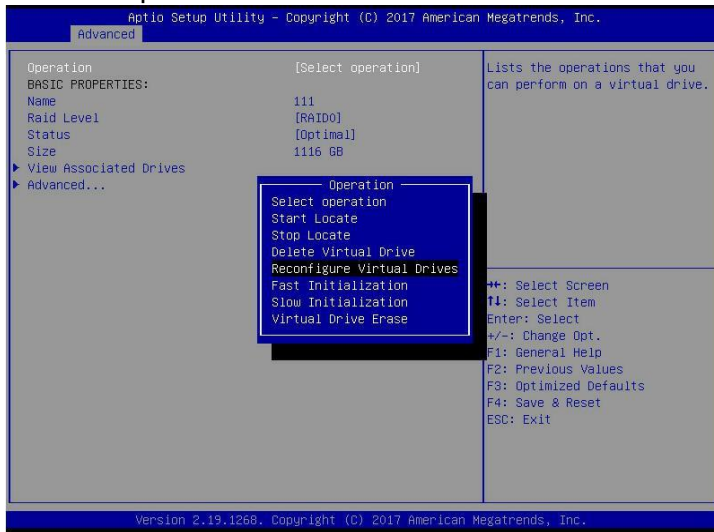 Aptio Setup Utility – Copyright (C) 2017 American Megatrends, Inc.
Advanced
Operation [Select operation]
BASIC PROPERTIES:
Name 111
Raid Level [RAID0]
Status [Optimal]
Size 1116 GB
View Associated Drives
Advanced...
Lists the operations that you
can perform on a virtual drive.
Operation
Select operation
Start Locate
Stop Locate
Delete Virtual Drive
Reconfigure Virtual Drives
Fast Initialization
Slow Initialization
Virtual Drive Erase
→←: Select Screen
↑↓: Select Item
Enter: Select
+/-: Change Opt.
F1: General Help
F2: Previous Values
F3: Optimized Defaults
F4: Save & Reset
ESC: Exit
Version 2.19.1268. Copyright (C) 2017 American Megatrends, Inc.